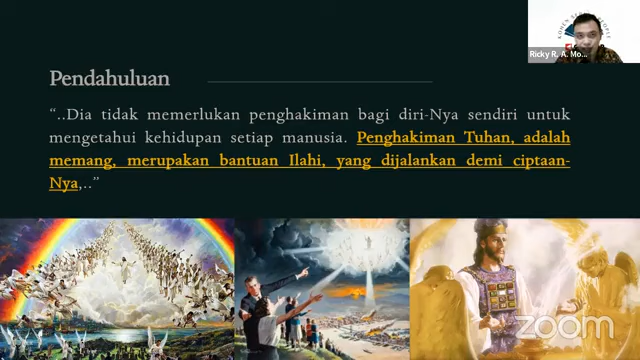 Ricky R. A. Mo...
Pendahuluan
“..Dia tidak memerlukan penghakiman bagi diri-Nya sendiri untuk
mengetahui kehidupan setiap manusia. Penghakiman Tuhan, adalah
memang, merupakan bantuan Ilahi, yang dijalankan demi ciptaan-
Nya,..”
zoom